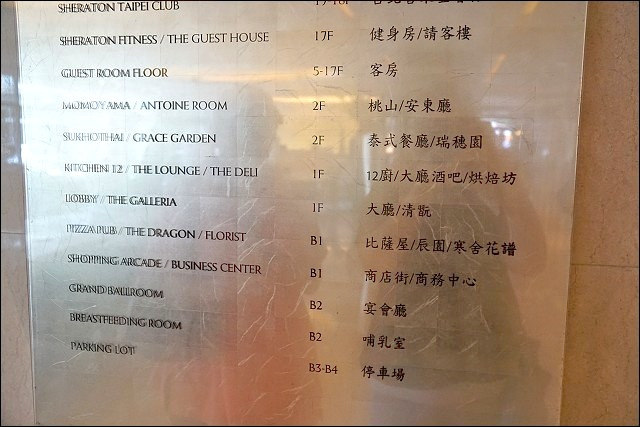 SHERATON TAIPEI CLUB 17-18F
SHERATON FITNESS / THE GUEST HOUSE 17F 健身房/請客樓
GUEST ROOM FLOOR 5-17F 客房
MOMOYAMA / ANTOINE ROOM 2F 桃山/安東廳
SUKHOTHAI / GRACE GARDEN 2F 泰式餐廳/瑞穗園
KITCHEN 12 / THE LOUNGE / THE DELI 1F 12廚/大廳酒吧/烘焙坊
LOBBY / THE GALLERIA 1F 大廳/清翫
PIZZA PUB / THE DRAGON / FLORIST B1 比薩屋/辰園/寒舍花譜
SHOPPING ARCADE / BUSINESS CENTER B1 商店街/商務中心
GRAND BALLROOM B2 宴會廳
BREASTFEEDING ROOM B2 哺乳室
PARKING LOT B3-B4 停車場